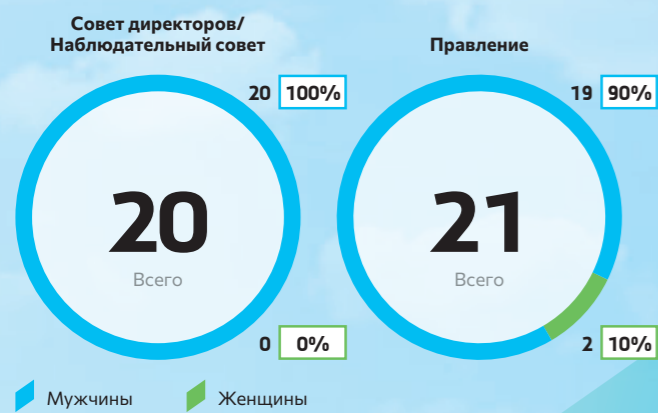 Совет директоров/
Наблюдательный совет
20 100%
20
Всего
0 0%
Правление
19 90%
21
Всего
2 10%
Мужчины
Женщины